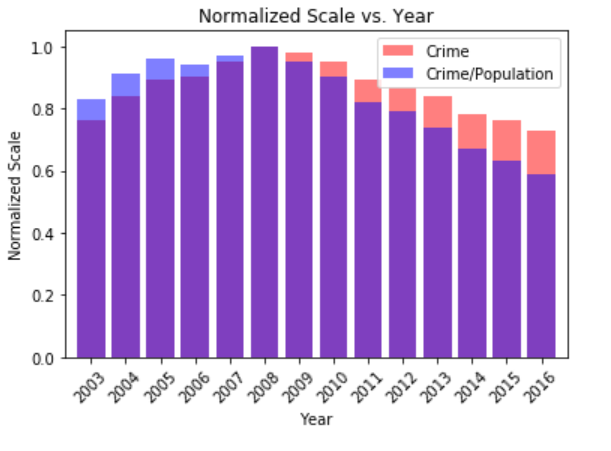 Normalized Scale vs. Year
Crime
Crime/Population
Normalized Scale
1.0
0.8
0.6
0.4
0.2
0.0
2003 2004 2005 2006 2007 2008 2009 2010 2011 2012 2013 2014 2015 2016
Year